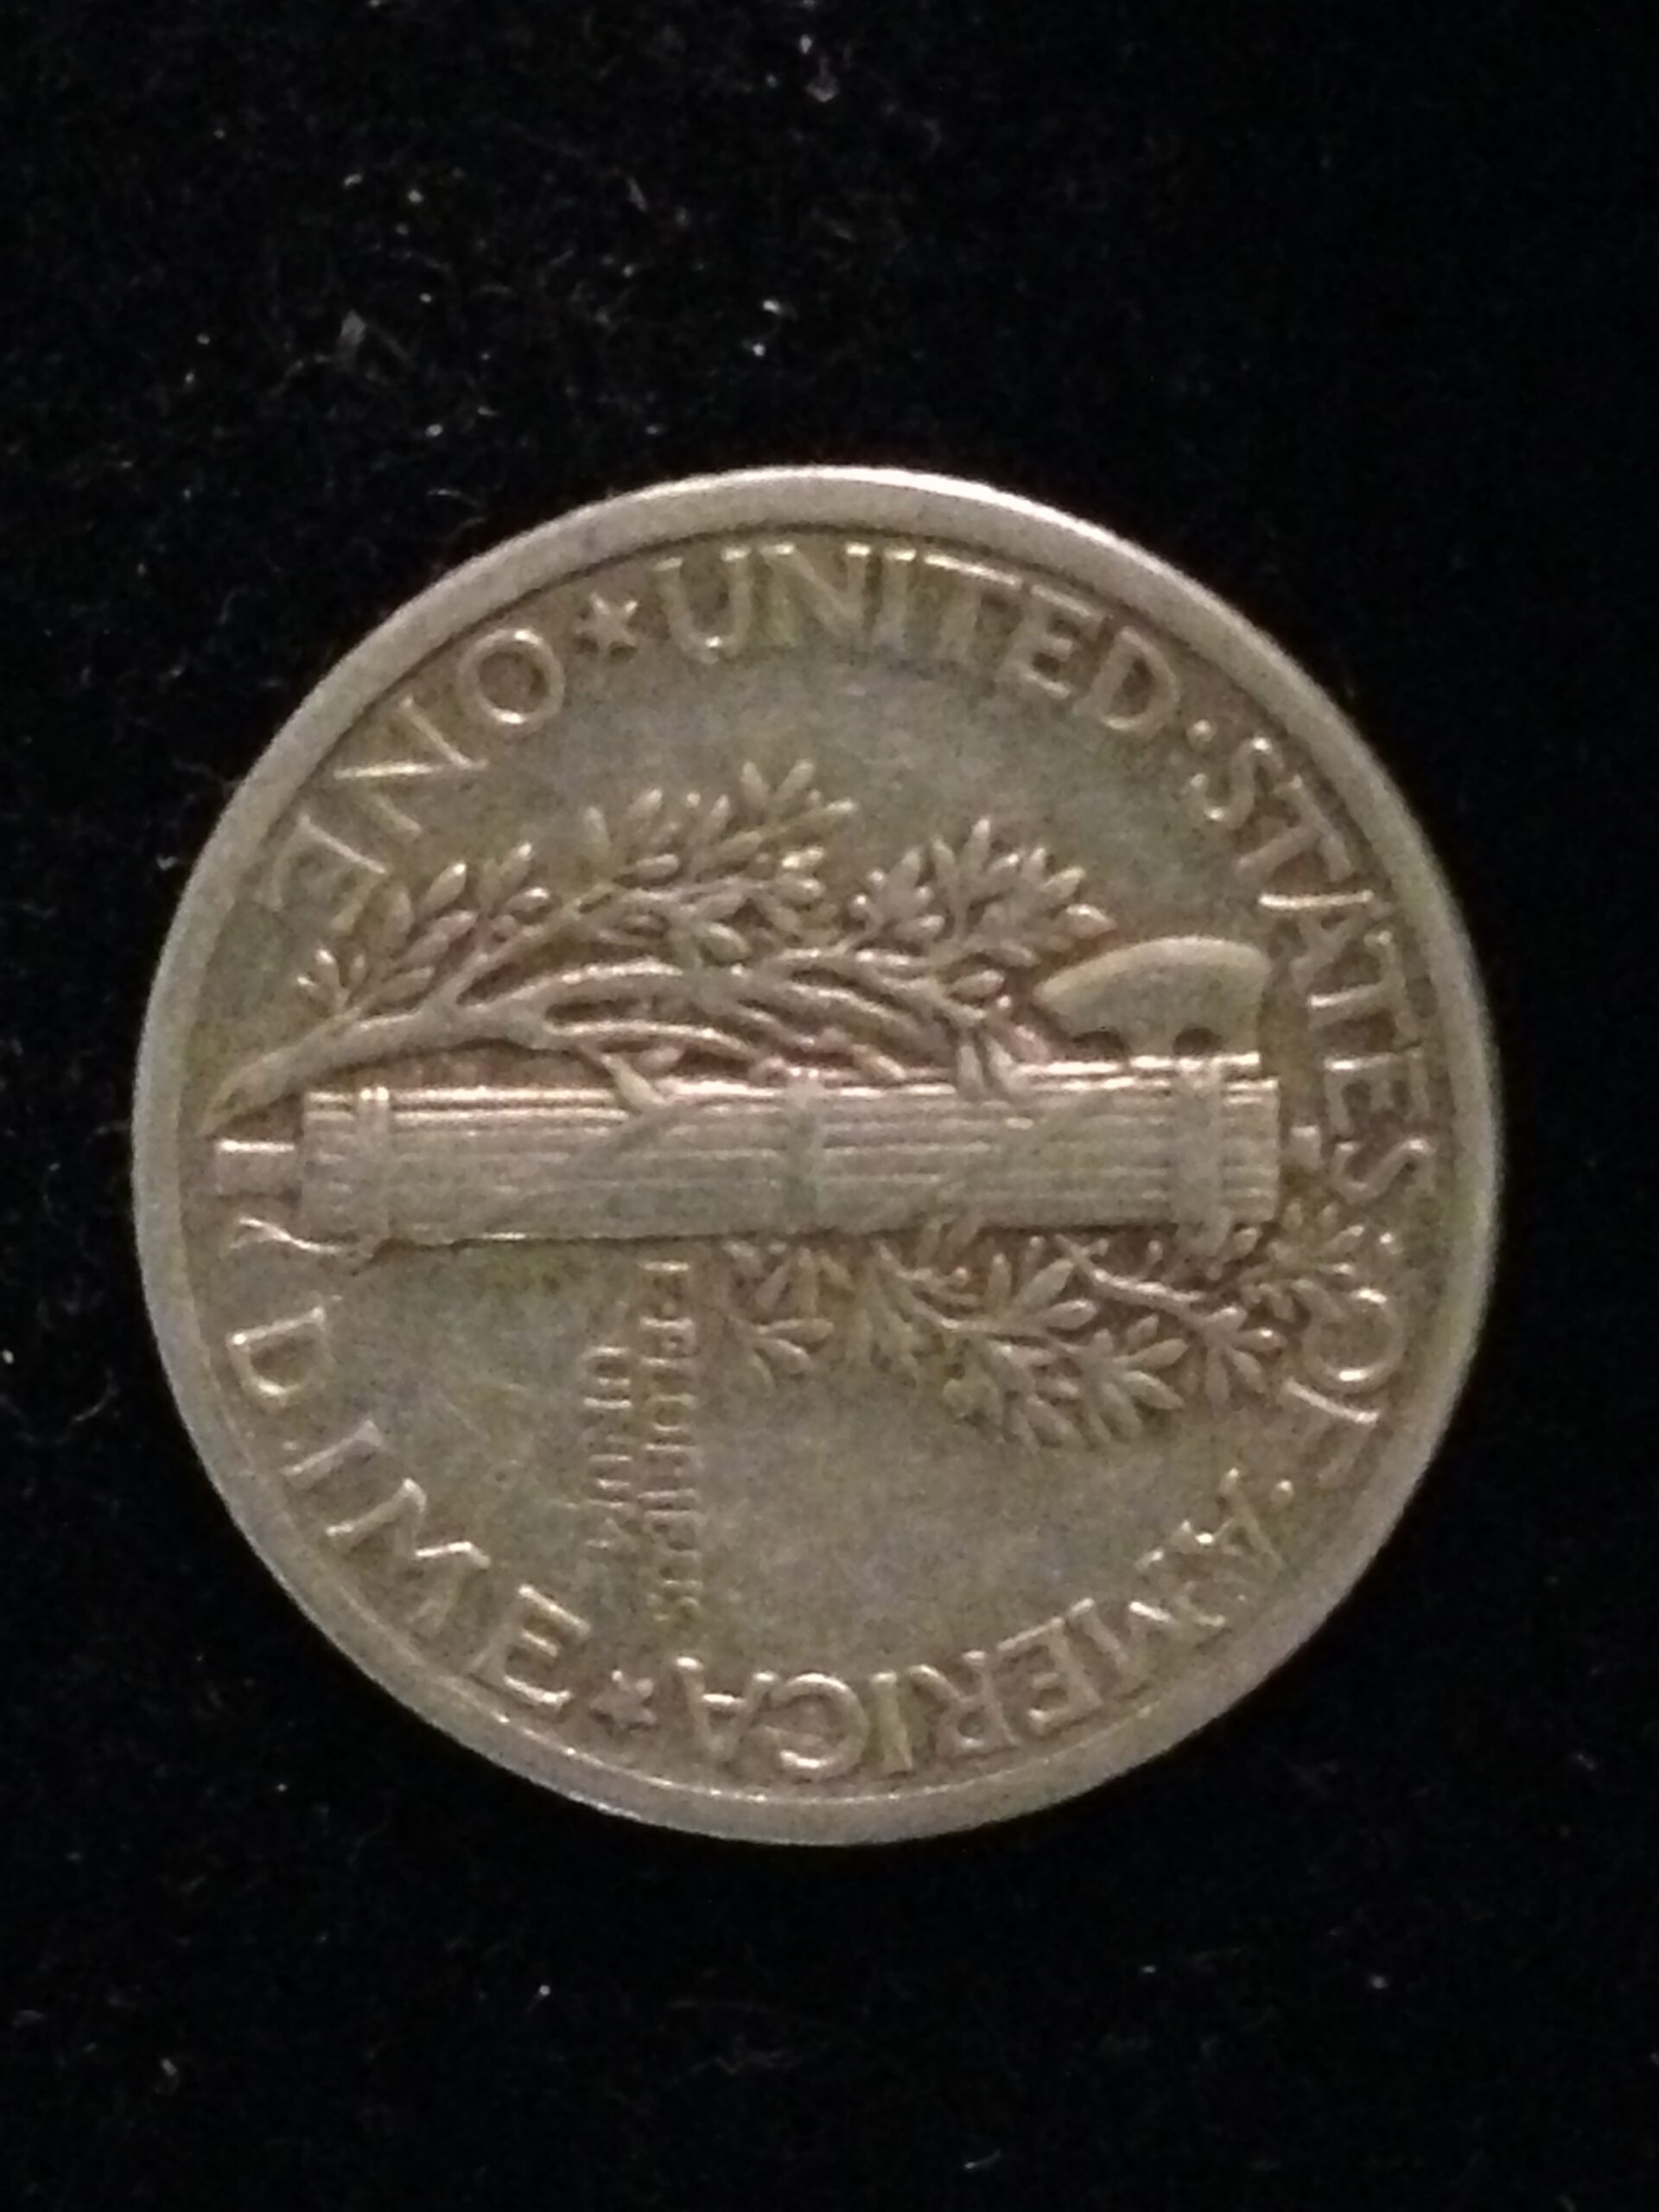 UNITED·STATES·OF·AMERICA
E·PLURIBUS
UNUM
ONE DIME